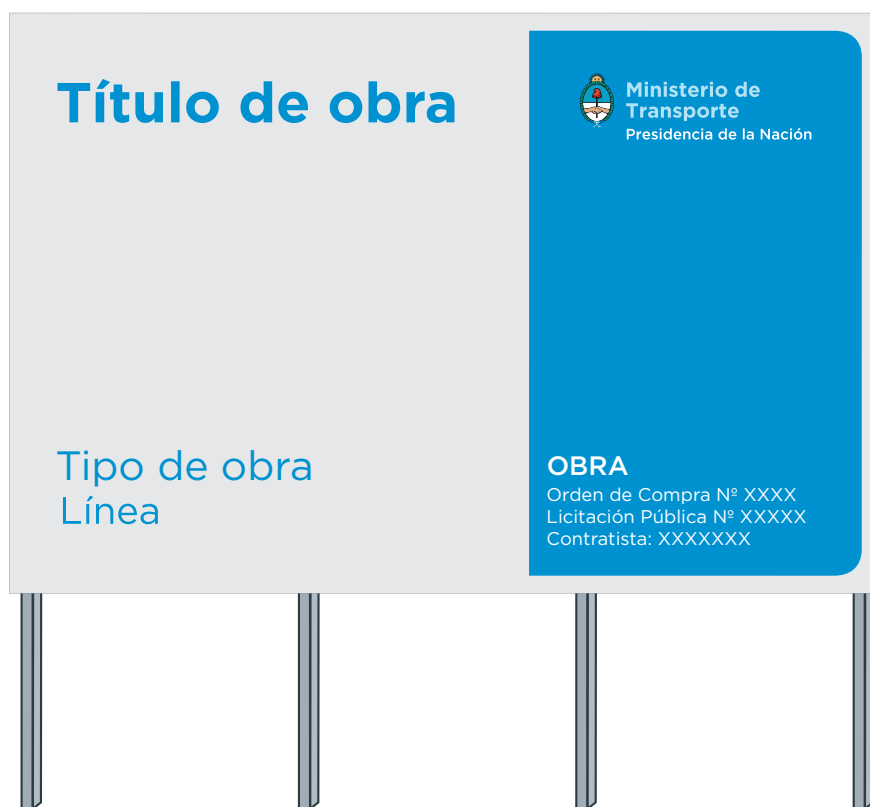 Título de obra
Ministerio de
Transporte
Presidencia de la Nación
Tipo de obra
Línea
OBRA
Orden de Compra Nº XXXX
Licitación Pública Nº XXXXX
Contratista: XXXXXXX